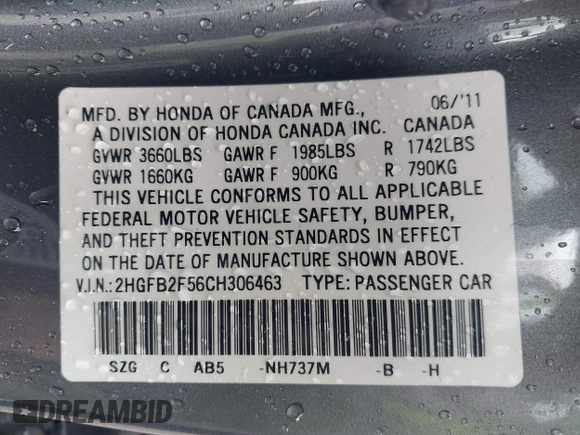 MFD. BY HONDA OF CANADA MFG., 06/'11
A DIVISION OF HONDA CANADA INC. CANADA
GVWR 3660LBS GAWR F 1985LBS R 1742LBS
GVWR 1660KG GAWR F 900KG R 790KG
THIS VEHICLE CONFORMS TO ALL APPLICABLE
FEDERAL MOTOR VEHICLE SAFETY, BUMPER,
AND THEFT PREVENTION STANDARDS IN EFFECT
ON THE DATE OF MANUFACTURE SHOWN ABOVE.
V.I.N.:2HGFB2F56CH306463 TYPE:PASSENGER CAR
SZG C AB5 -NH737M -B -H
DREAMBID